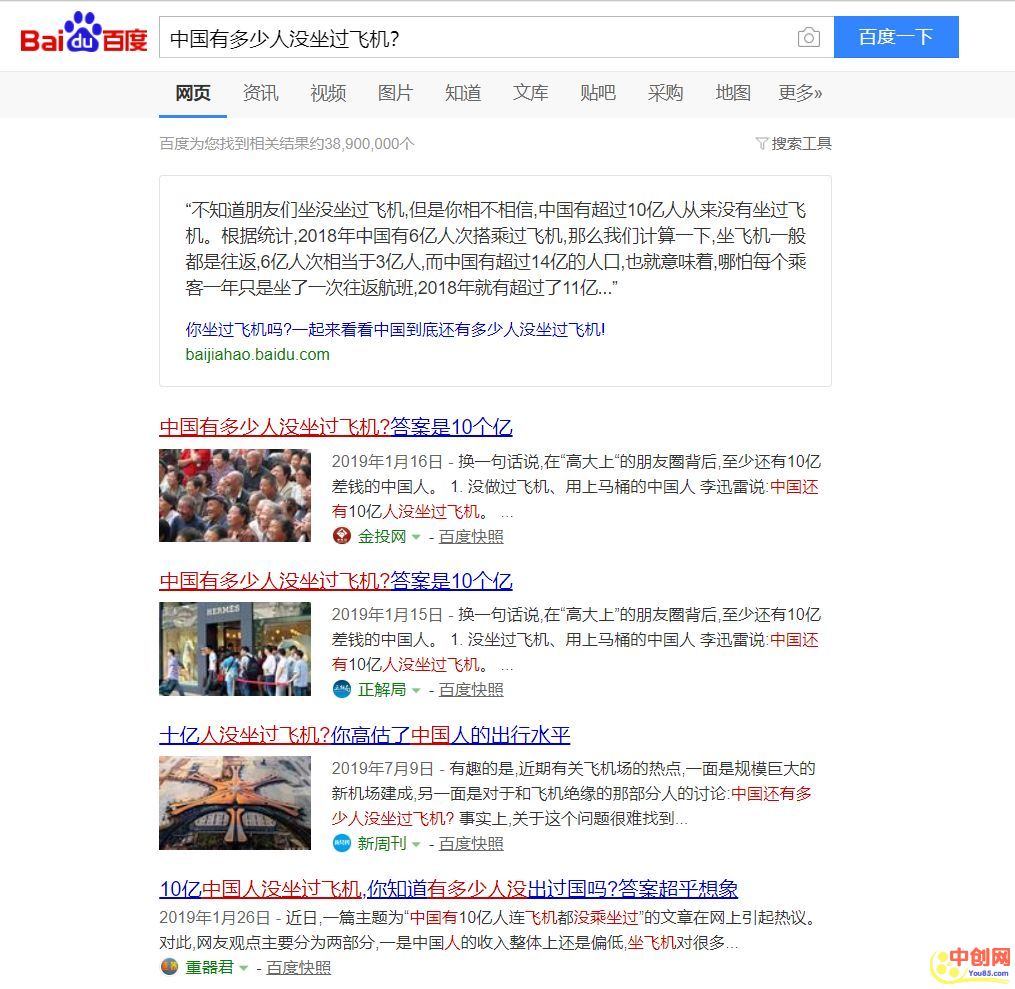 Bai du 百度
中国有多少人没坐过飞机?
百度一下
网页 资讯 视频 图片 知道 文库 贴吧 采购 地图 更多»
百度为您找到相关结果约38,900,000个
搜索工具
“不知道朋友们坐没坐过飞机,但是你相不相信,中国有超过10亿人从来没有坐过飞
机。根据统计,2018年中国有6亿人次搭乘过飞机,那么我们计算一下,坐飞机一般
都是往返,6亿人次相当于3亿人,而中国有超过14亿的人口,也就意味着,哪怕每个乘
客一年只是坐了一次往返航班,2018年就有超过了11亿...”
你坐过飞机吗?一起来看看中国到底还有多少人没坐过飞机!
baijiahao.baidu.com
中国有多少人没坐过飞机?答案是10个亿
2019年1月16日 - 换一句话说,在“高大上“的朋友圈背后,至少还有10亿
差钱的中国人。 1. 没做过飞机、用上马桶的中国人 李迅雷说:中国还
有10亿人没坐过飞机。 ...
金投网 - 百度快照
中国有多少人没坐过飞机?答案是10个亿
HERMES
2019年1月15日 - 换一句话说,在“高大上”的朋友圈背后,至少还有10亿
差钱的中国人。 1. 没坐过飞机、用上马桶的中国人 李迅雷说:中国还
有10亿人没坐过飞机。 ...
正解局 - 百度快照
十亿人没坐过飞机?你高估了中国人的出行水平
2019年7月9日 - 有趣的是,近期有关飞机场的热点,一面是规模巨大的
新机场建成,另一面是对于和飞机绝缘的那部分人的讨论:中国还有多
少人没坐过飞机? 事实上,关于这个问题很难找到...
新周刊 - 百度快照
10亿中国人没坐过飞机,你知道有多少人没出过国吗?答案超乎想象
2019年1月26日 - 近日,一篇主题为“中国有10亿人连飞机都没乘坐过”的文章在网上引起热议。
对此,网友观点主要分为两部分,一是中国人的收入整体上还是偏低,坐飞机对很多...
重器君 - 百度快照
中创网
You85.com